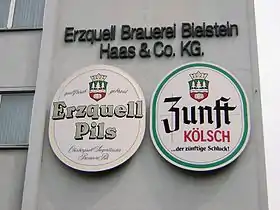 Erzquell Brauerei Bielstein
Haas & Co. KG.
Erzquell
Pils
Zunft
KÖLSCH
...der zünftige Schluck!